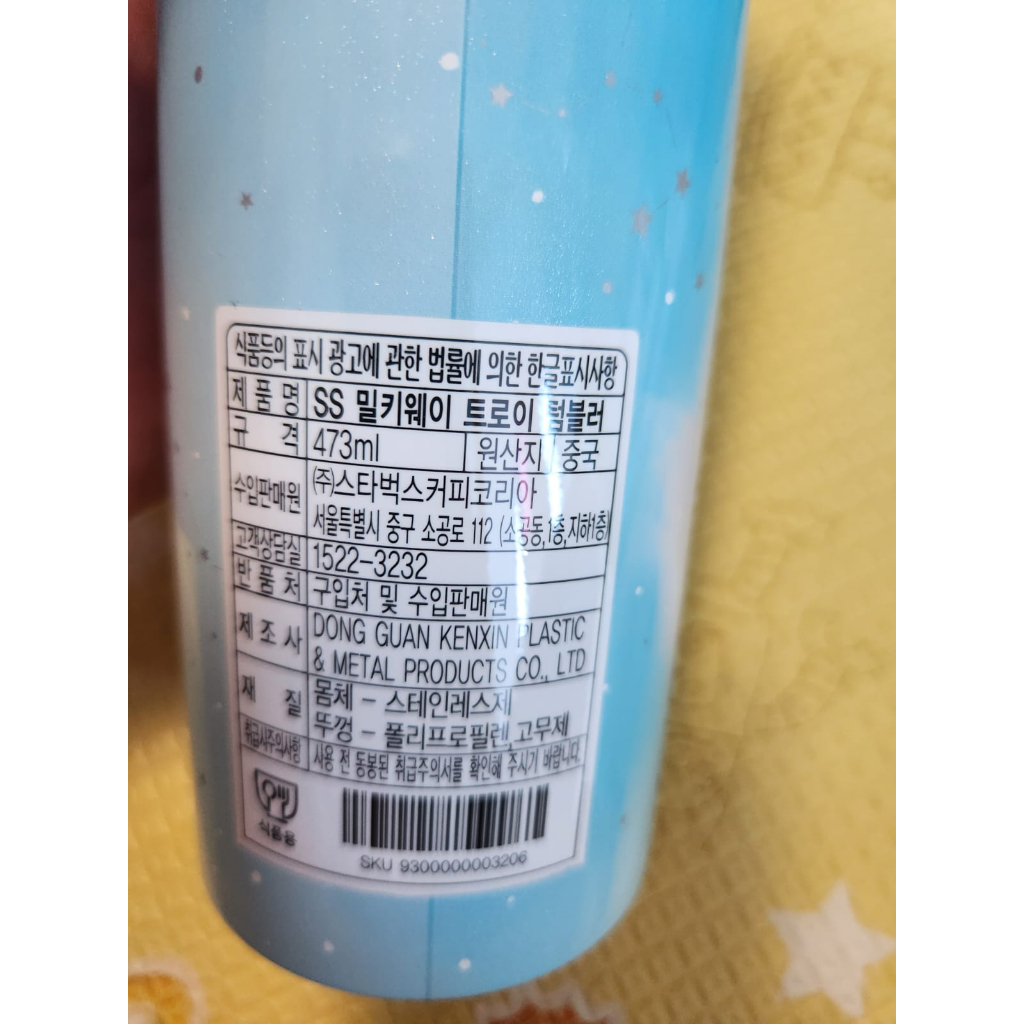 식품등의 표시 광고에 관한 법률에 의한 한글표시사항
제 품 명 SS 밀키웨이 트로이 텀블러
규 격 473ml 원산지 중국
수입판매원 (주)스타벅스커피코리아
서울특별시 중구 소공로 112 (소공동,1층,지하1층)
고객상담실 1522-3232
반 품 처 구입처 및 수입판매원
제 조 사 DONG GUAN KENXIN PLASTIC
& METAL PRODUCTS CO., LTD
재 질 몸체 - 스테인레스제
뚜껑 - 폴리프로필렌,고무제
취급시주의사항 사용 전 동봉된 취급주의서를 확인해 주시기 바랍니다.
식품용
SKU 9300000003206